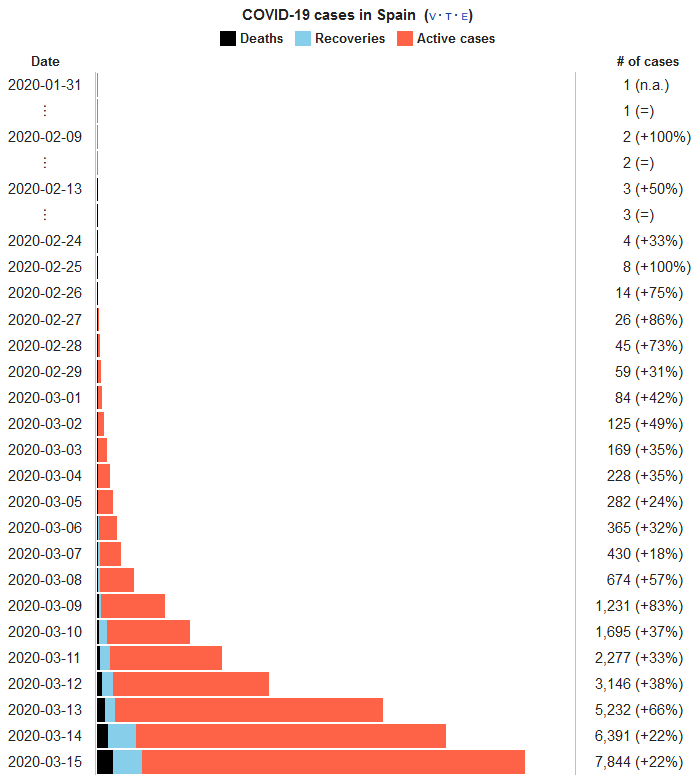 COVID-19 cases in Spain (V · T · E)
Deaths Recoveries Active cases
Date # of cases
2020-01-31 1 (n.a.)
⋮ 1 (=)
2020-02-09 2 (+100%)
⋮ 2 (=)
2020-02-13 3 (+50%)
⋮ 3 (=)
2020-02-24 4 (+33%)
2020-02-25 8 (+100%)
2020-02-26 14 (+75%)
2020-02-27 26 (+86%)
2020-02-28 45 (+73%)
2020-02-29 59 (+31%)
2020-03-01 84 (+42%)
2020-03-02 125 (+49%)
2020-03-03 169 (+35%)
2020-03-04 228 (+35%)
2020-03-05 282 (+24%)
2020-03-06 365 (+32%)
2020-03-07 430 (+18%)
2020-03-08 674 (+57%)
2020-03-09 1,231 (+83%)
2020-03-10 1,695 (+37%)
2020-03-11 2,277 (+33%)
2020-03-12 3,146 (+38%)
2020-03-13 5,232 (+66%)
2020-03-14 6,391 (+22%)
2020-03-15 7,844 (+22%)